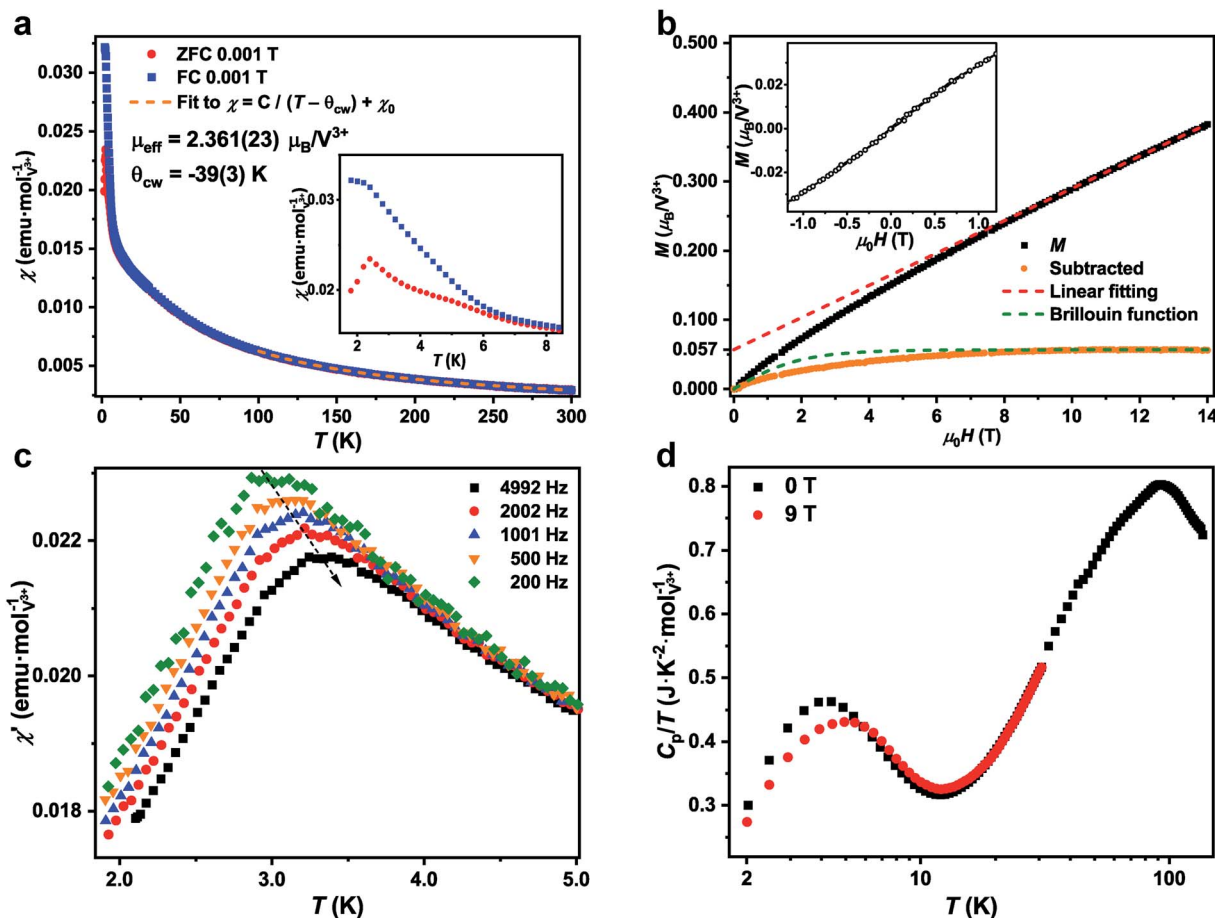 a
ZFC 0.001 T
FC 0.001 T
Fit to χ = C / (T − θcw) + χ0
μeff = 2.361(23) μB/V3+
θcw = -39(3) K
χ (emu·mol-1V3+)
0.030
0.025
0.020
0.015
0.010
0.005
0 50 100 150 200 250 300
T (K)
χ (emu·mol-1V3+)
0.03
0.02
2 4 6 8
T (K)
b
M (μB/V3+)
0.500
0.400
0.300
0.200
0.100
0.057
0.000
0 2 4 6 8 10 12 14
μ0H (T)
M (μB/V3+)
0.02
0.00
-0.02
-1.0 -0.5 0.0 0.5 1.0
μ0H (T)
M
Subtracted
Linear fitting
Brillouin function
c
χ' (emu·mol-1V3+)
0.022
0.020
0.018
2.0 3.0 4.0 5.0
T (K)
4992 Hz
2002 Hz
1001 Hz
500 Hz
200 Hz
d
0 T
9 T
Cp/T (J·K-2·mol-1V3+)
0.8
0.7
0.6
0.5
0.4
0.3
2 10 100
T (K)